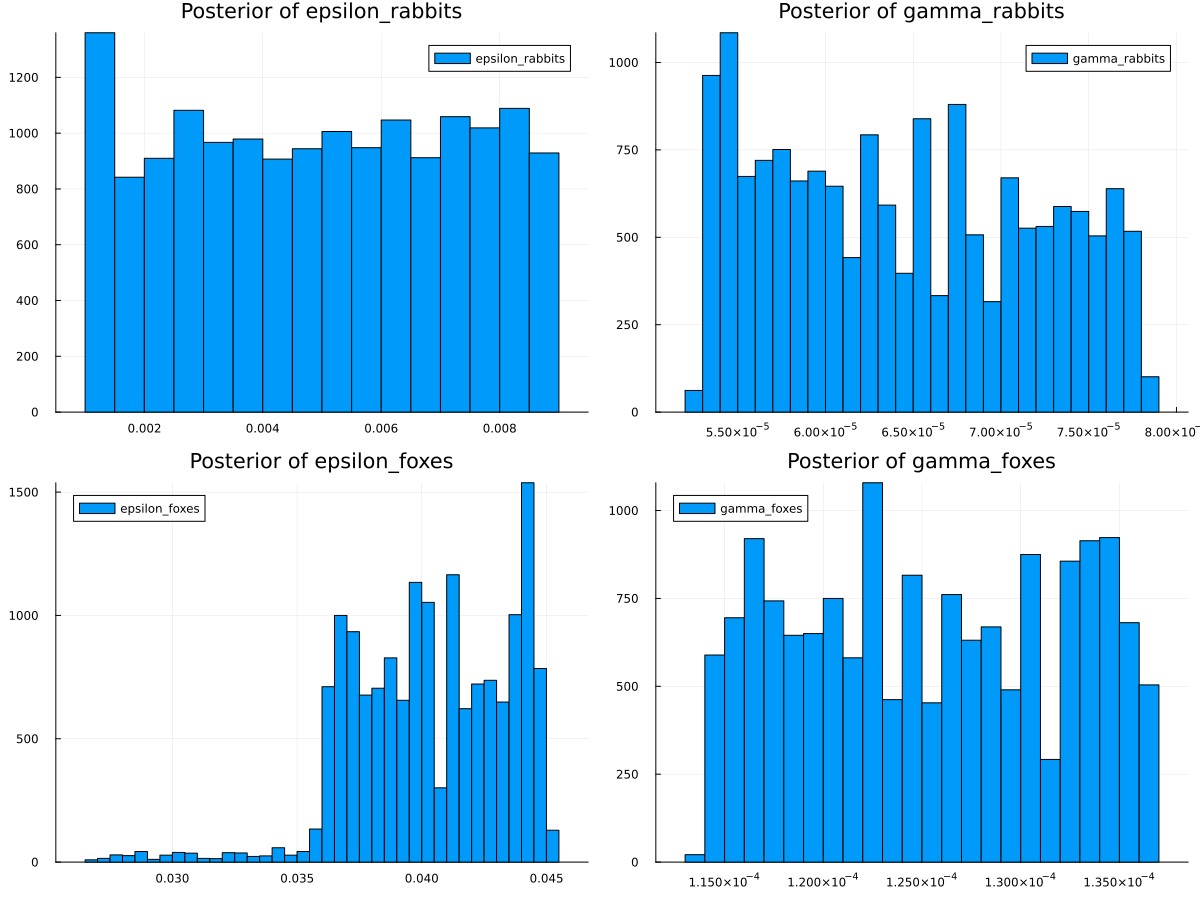 Posterior of epsilon_rabbits
epsilon_rabbits
1200
1000
800
600
400
200
0
0.002 0.004 0.006 0.008
Posterior of gamma_rabbits
gamma_rabbits
1000
750
500
250
0
5.50×10⁻⁵ 6.00×10⁻⁵ 6.50×10⁻⁵ 7.00×10⁻⁵ 7.50×10⁻⁵ 8.00×10⁻
Posterior of epsilon_foxes
epsilon_foxes
1500
1000
500
0
0.030 0.035 0.040 0.045
Posterior of gamma_foxes
gamma_foxes
1000
750
500
250
0
1.150×10⁻⁴ 1.200×10⁻⁴ 1.250×10⁻⁴ 1.300×10⁻⁴ 1.350×10⁻⁴